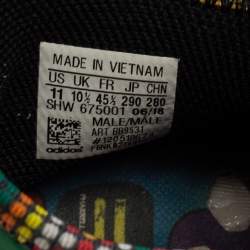 MADE IN VIETNAM
US UK FR JP CHN
11 10½ 45⅓ 290 280
SHW 675001 06/16
MALE/MALE/
ART BB9531
adidas